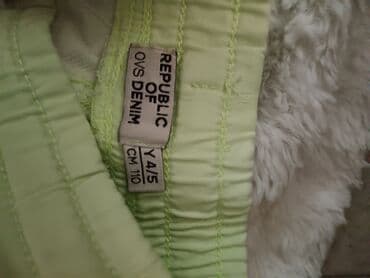 REPUBLIC
OF
OVS DENIM
Y 4/5
CM 110